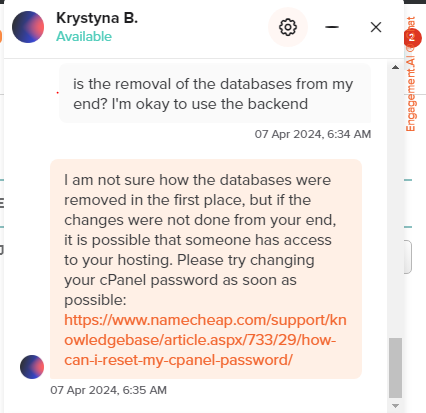 Krystyna B.
Available
2
Engagement.AI
is the removal of the databases from my
end? I'm okay to use the backend
07 Apr 2024, 6:34 AM
I am not sure how the databases were
removed in the first place, but if the
changes were not done from your end,
it is possible that someone has access
to your hosting. Please try changing
your cPanel password as soon as
possible:
https://www.namecheap.com/support/kn
owledgebase/article.aspx/733/29/how-
can-i-reset-my-cpanel-password/
07 Apr 2024, 6:35 AM